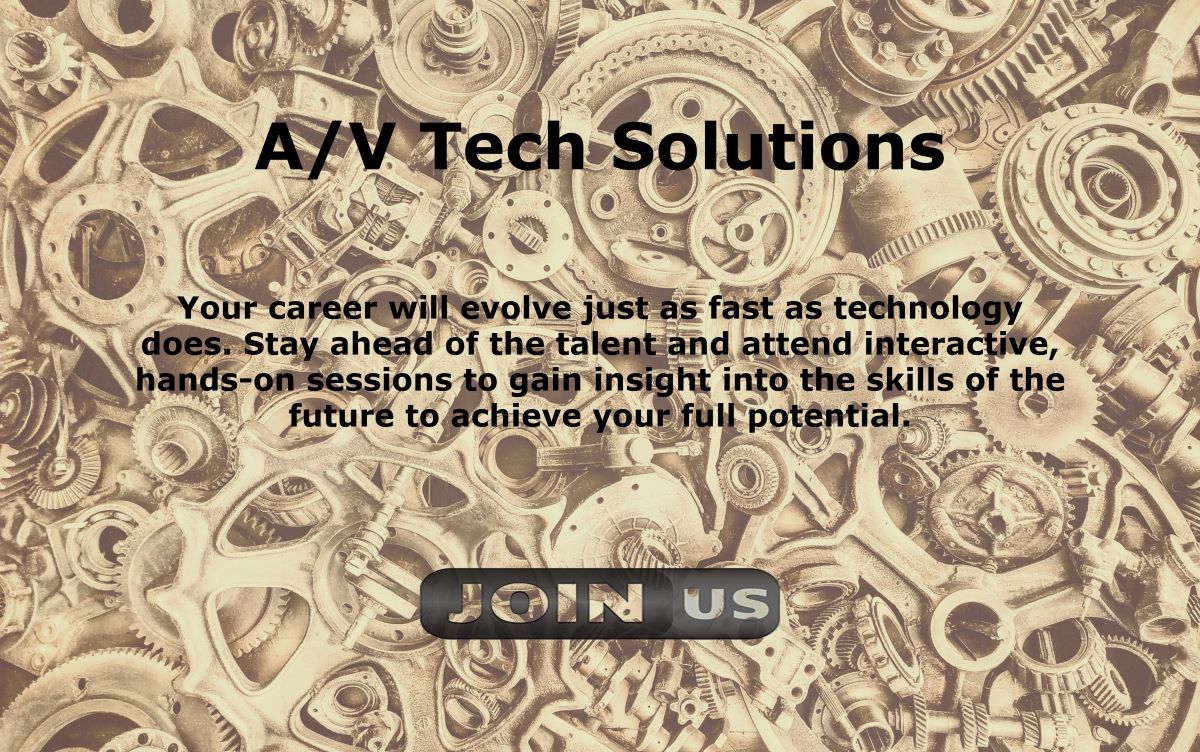 A/V Tech Solutions
Your career will evolve just as fast as technology
does. Stay ahead of the talent and attend interactive,
hands-on sessions to gain insight into the skills of the
future to achieve your full potential.
JOIN US